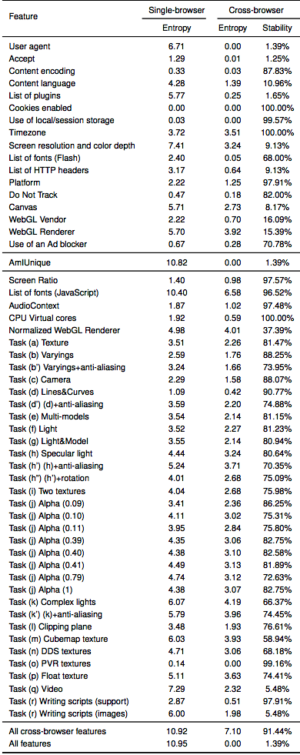 Feature Single-browser Cross-browser
Entropy Entropy Stability
User agent 6.71 0.00 1.39%
Accept 1.29 0.01 1.25%
Content encoding 0.33 0.03 87.83%
Content language 4.28 1.39 10.96%
List of plugins 5.77 0.25 1.65%
Cookies enabled 0.00 0.00 100.00%
Use of local/session storage 0.03 0.00 99.57%
Timezone 3.72 3.51 100.00%
Screen resolution and color depth 7.41 3.24 9.13%
List of fonts (Flash) 2.40 0.05 68.00%
List of HTTP headers 3.17 0.64 9.13%
Platform 2.22 1.25 97.91%
Do Not Track 0.47 0.18 82.00%
Canvas 5.71 2.73 8.17%
WebGL Vendor 2.22 0.70 16.09%
WebGL Renderer 5.70 3.92 15.39%
Use of an Ad blocker 0.67 0.28 70.78%
AmIUnique 10.82 0.00 1.39%
Screen Ratio 1.40 0.98 97.57%
List of fonts (JavaScript) 10.40 6.58 96.52%
AudioContext 1.87 1.02 97.48%
CPU Virtual cores 1.92 0.59 100.00%
Normalized WebGL Renderer 4.98 4.01 37.39%
Task (a) Texture 3.51 2.26 81.47%
Task (b) Varyings 2.59 1.76 88.25%
Task (b') Varyings+anti-aliasing 3.24 1.66 73.95%
Task (c) Camera 2.29 1.58 88.07%
Task (d) Lines&Curves 1.09 0.42 90.77%
Task (d') (d)+anti-aliasing 3.59 2.20 74.88%
Task (e) Multi-models 3.54 2.14 81.15%
Task (f) Light 3.52 2.27 81.23%
Task (g) Light&Model 3.55 2.14 80.94%
Task (h) Specular light 4.44 3.24 80.64%
Task (h') (h)+anti-aliasing 5.24 3.71 70.35%
Task (h'') (h')+rotation 4.01 2.68 75.09%
Task (i) Two textures 4.04 2.68 75.98%
Task (j) Alpha (0.09) 3.41 2.36 86.25%
Task (j) Alpha (0.10) 4.11 3.02 75.31%
Task (j) Alpha (0.11) 3.95 2.84 75.80%
Task (j) Alpha (0.39) 4.35 3.06 82.75%
Task (j) Alpha (0.40) 4.38 3.10 82.58%
Task (j) Alpha (0.41) 4.49 3.13 81.89%
Task (j) Alpha (0.79) 4.74 3.12 72.63%
Task (j) Alpha (1) 4.38 3.07 82.75%
Task (k) Complex lights 6.07 4.19 66.37%
Task (k') (k)+anti-aliasing 5.79 3.96 74.45%
Task (l) Clipping plane 3.48 1.93 76.61%
Task (m) Cubemap texture 6.03 3.93 58.94%
Task (n) DDS textures 4.71 3.06 68.18%
Task (o) PVR textures 0.14 0.00 99.16%
Task (p) Float texture 5.11 3.63 74.41%
Task (q) Video 7.29 2.32 5.48%
Task (r) Writing scripts (support) 2.87 0.51 97.91%
Task (r) Writing scripts (images) 6.00 1.98 5.48%
All cross-browser features 10.92 7.10 91.44%
All features 10.95 0.00 1.39%